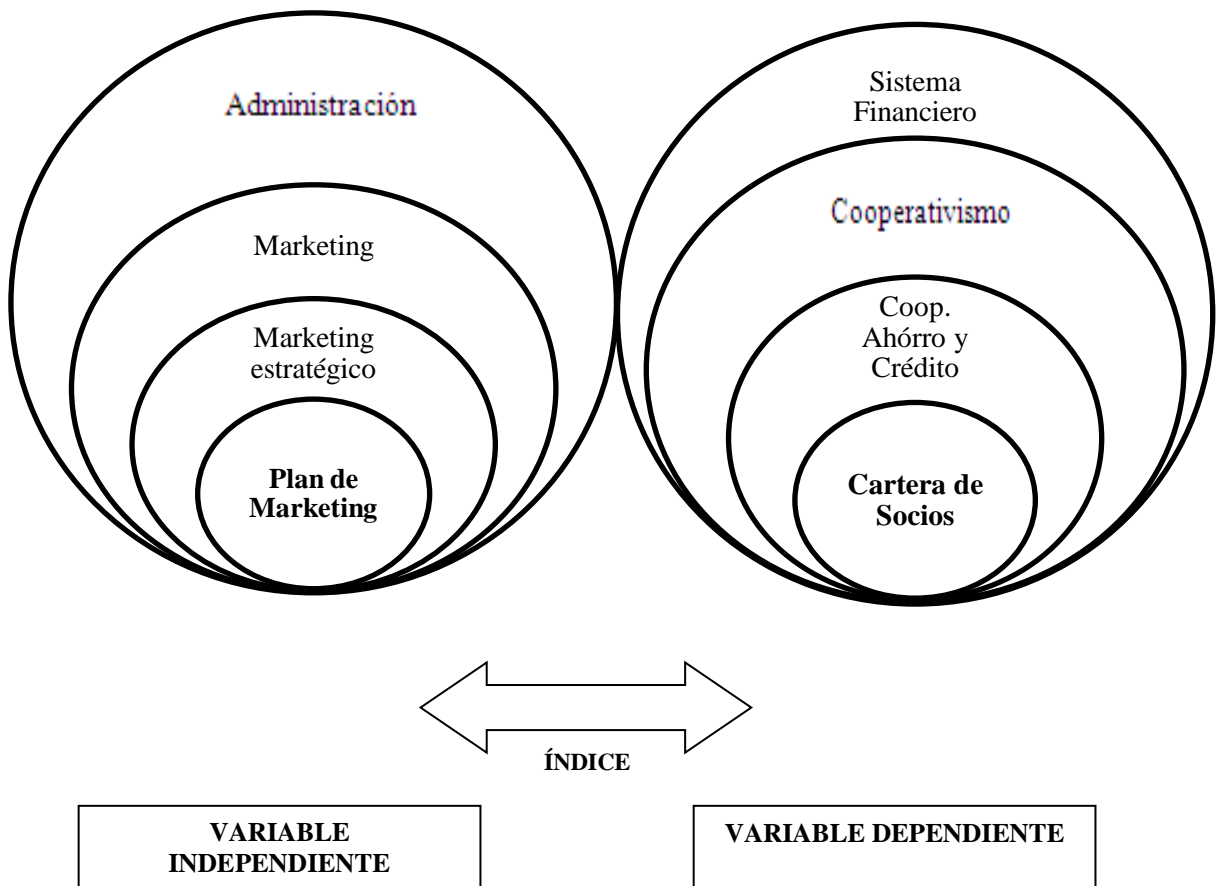 Administración
Marketing
Marketing
estratégico
Plan de
Marketing
Sistema
Financiero
Cooperativismo
Coop.
Ahórro y
Crédito
Cartera de
Socios
ÍNDICE
VARIABLE
INDEPENDIENTE
VARIABLE DEPENDIENTE